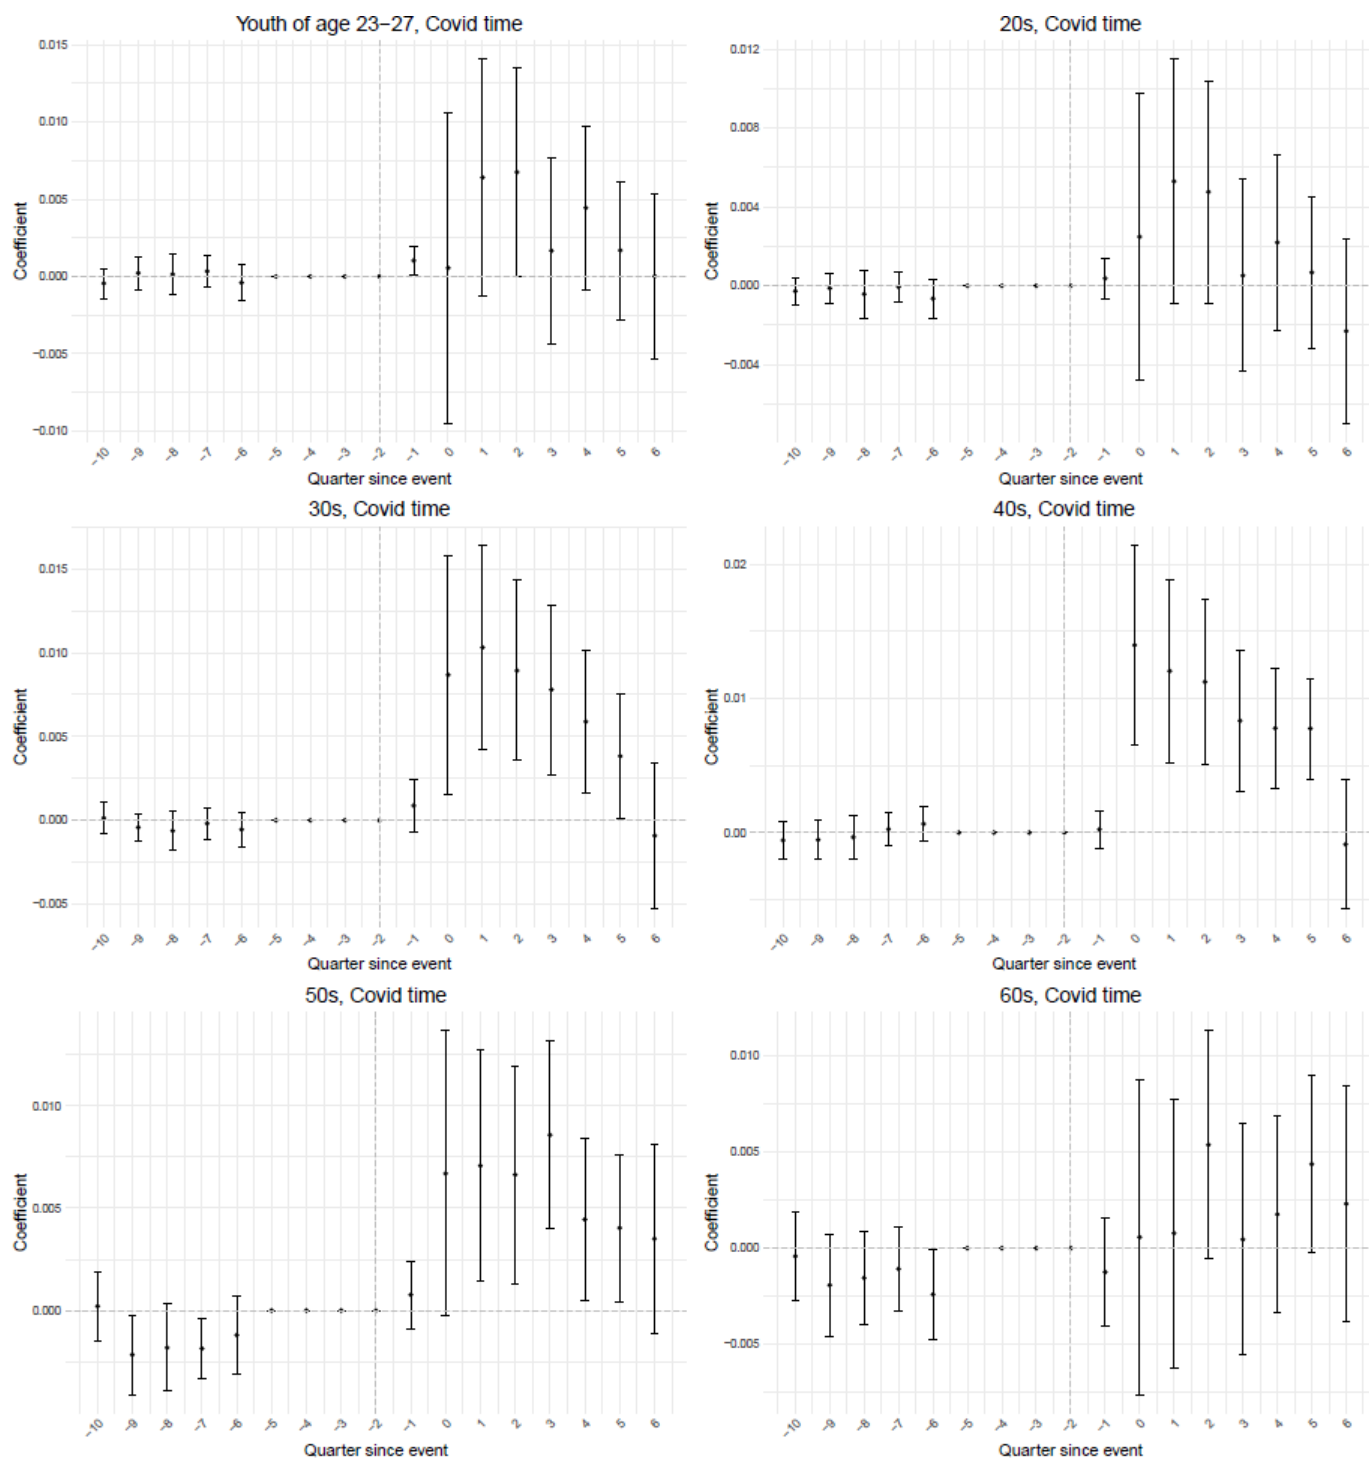 Youth of age 23−27, Covid time
0.015
0.010
0.005
0.000
−0.005
−0.010
Coefficient
−10 −9 −8 −7 −6 −5 −4 −3 −2 −1 0 1 2 3 4 5 6
Quarter since event
20s, Covid time
0.012
0.008
0.004
0.000
−0.004
Coefficient
−10 −9 −8 −7 −6 −5 −4 −3 −2 −1 0 1 2 3 4 5 6
Quarter since event
30s, Covid time
0.015
0.010
0.005
0.000
−0.005
Coefficient
−10 −9 −8 −7 −6 −5 −4 −3 −2 −1 0 1 2 3 4 5 6
Quarter since event
40s, Covid time
0.02
0.01
0.00
Coefficient
−10 −9 −8 −7 −6 −5 −4 −3 −2 −1 0 1 2 3 4 5 6
Quarter since event
50s, Covid time
0.010
0.005
0.000
Coefficient
−10 −9 −8 −7 −6 −5 −4 −3 −2 −1 0 1 2 3 4 5 6
Quarter since event
60s, Covid time
0.010
0.005
0.000
−0.005
Coefficient
−10 −9 −8 −7 −6 −5 −4 −3 −2 −1 0 1 2 3 4 5 6
Quarter since event